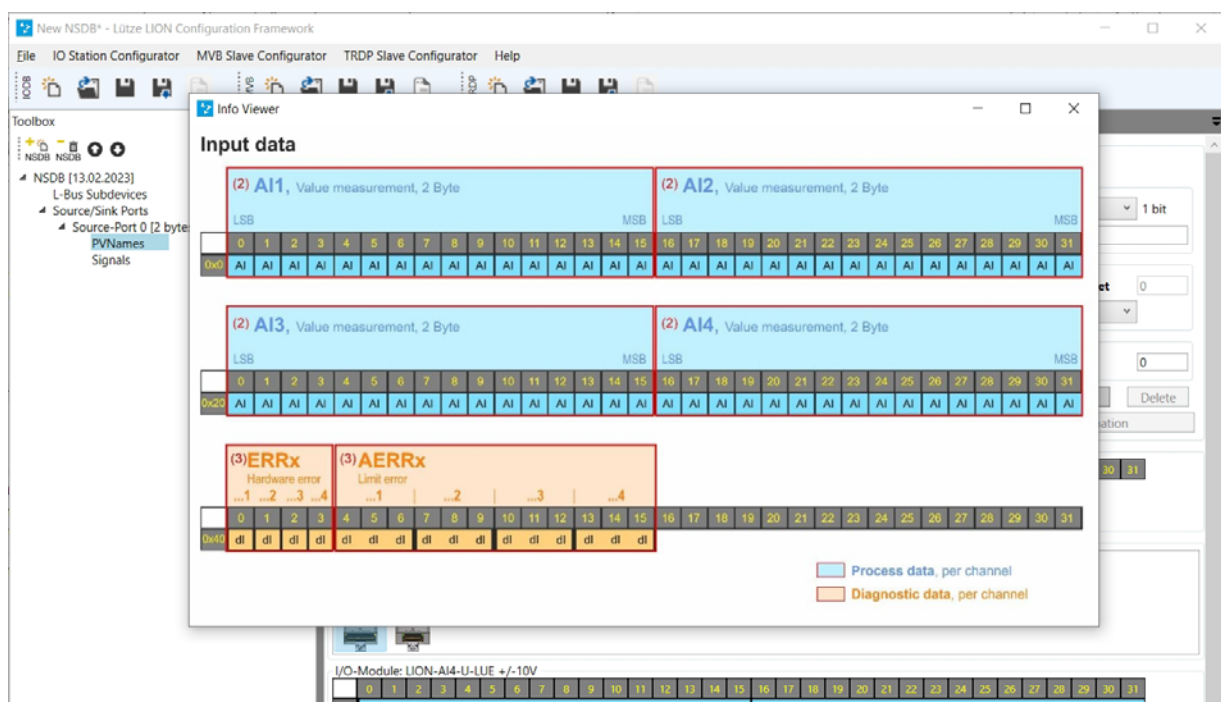 New NSDB* - Lütze LION Configuration Framework
File IO Station Configurator MVB Slave Configurator TRDP Slave Configurator Help
IODB
Toolbox
NSDB NSDB
NSDB [13.02.2023]
L-Bus Subdevices
Source/Sink Ports
Source-Port 0 [2 byte
PVNames
Signals
Info Viewer
Input data
(2) AI1, Value measurement, 2 Byte (2) AI2, Value measurement, 2 Byte
LSB MSB LSB MSB
0 1 2 3 4 5 6 7 8 9 10 11 12 13 14 15 16 17 18 19 20 21 22 23 24 25 26 27 28 29 30 31
0x0 AI AI AI AI AI AI AI AI AI AI AI AI AI AI AI AI AI AI AI AI AI AI AI AI AI AI AI AI AI AI AI AI
(2) AI3, Value measurement, 2 Byte (2) AI4, Value measurement, 2 Byte
LSB MSB LSB MSB
0 1 2 3 4 5 6 7 8 9 10 11 12 13 14 15 16 17 18 19 20 21 22 23 24 25 26 27 28 29 30 31
0x20 AI AI AI AI AI AI AI AI AI AI AI AI AI AI AI AI AI AI AI AI AI AI AI AI AI AI AI AI AI AI AI AI
(3) ERRx (3) AERRx
Hardware error Limit error
...1 ...2 ...3 ...4 ...1 ...2 ...3 ...4
0 1 2 3 4 5 6 7 8 9 10 11 12 13 14 15 16 17 18 19 20 21 22 23 24 25 26 27 28 29 30 31
0x40 dI dI dI dI dI dI dI dI dI dI dI dI dI dI dI dI
Process data, per channel
Diagnostic data, per channel
1 bit
et 0
0
Delete
ation
30 31
I/O-Module: LION-AI4-U-LUE +/-10V
0 1 2 3 4 5 6 7 8 9 10 11 12 13 14 15 16 17 18 19 20 21 22 23 24 25 26 27 28 29 30 31